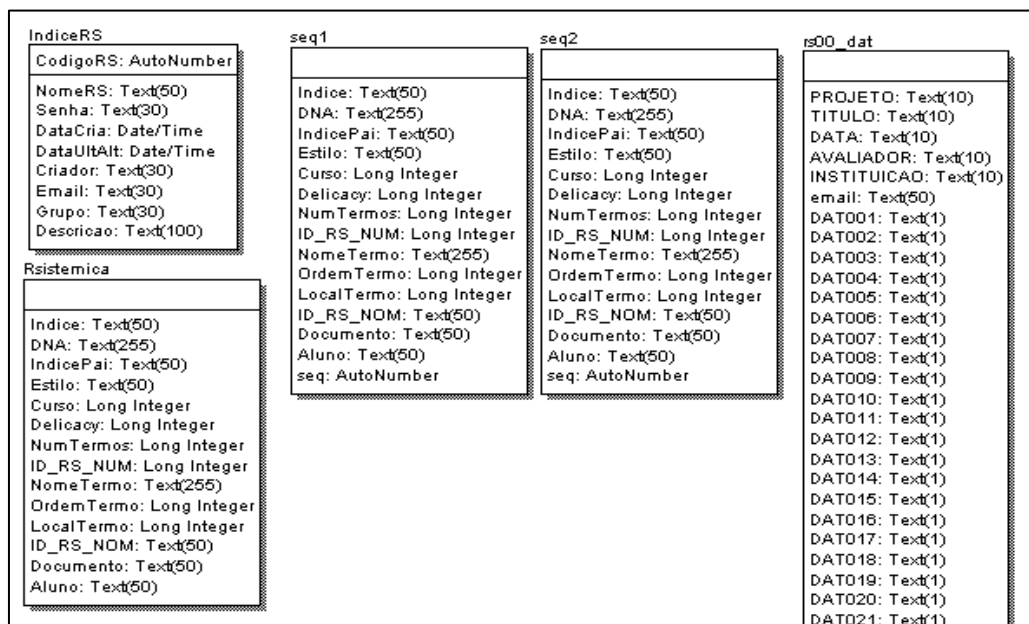 IndiceRS
CodigoRS: AutoNumber
NomeRS: Text(50)
Senha: Text(30)
DataCria: Date/Time
DataUltAlt: Date/Time
Criador: Text(30)
Email: Text(30)
Grupo: Text(30)
Descricao: Text(100)
Rsistemica
Indice: Text(50)
DNA: Text(255)
IndicePai: Text(50)
Estilo: Text(50)
Curso: Long Integer
Delicacy: Long Integer
NumTermos: Long Integer
ID_RS_NUM: Long Integer
NomeTermo: Text(255)
OrdemTermo: Long Integer
LocalTermo: Long Integer
ID_RS_NOM: Text(50)
Documento: Text(50)
Aluno: Text(50)
seq1
Indice: Text(50)
DNA: Text(255)
IndicePai: Text(50)
Estilo: Text(50)
Curso: Long Integer
Delicacy: Long Integer
NumTermos: Long Integer
ID_RS_NUM: Long Integer
NomeTermo: Text(255)
OrdemTermo: Long Integer
LocalTermo: Long Integer
ID_RS_NOM: Text(50)
Documento: Text(50)
Aluno: Text(50)
seq: AutoNumber
seq2
Indice: Text(50)
DNA: Text(255)
IndicePai: Text(50)
Estilo: Text(50)
Curso: Long Integer
Delicacy: Long Integer
NumTermos: Long Integer
ID_RS_NUM: Long Integer
NomeTermo: Text(255)
OrdemTermo: Long Integer
LocalTermo: Long Integer
ID_RS_NOM: Text(50)
Documento: Text(50)
Aluno: Text(50)
seq: AutoNumber
rs00_dat
PROJETO: Text(10)
TITULO: Text(10)
DATA: Text(10)
AVALIADOR: Text(10)
INSTITUICAO: Text(10)
email: Text(50)
DAT001: Text(1)
DAT002: Text(1)
DAT003: Text(1)
DAT004: Text(1)
DAT005: Text(1)
DAT006: Text(1)
DAT007: Text(1)
DAT008: Text(1)
DAT009: Text(1)
DAT010: Text(1)
DAT011: Text(1)
DAT012: Text(1)
DAT013: Text(1)
DAT014: Text(1)
DAT015: Text(1)
DAT016: Text(1)
DAT017: Text(1)
DAT018: Text(1)
DAT019: Text(1)
DAT020: Text(1)
DAT021: Text(1)